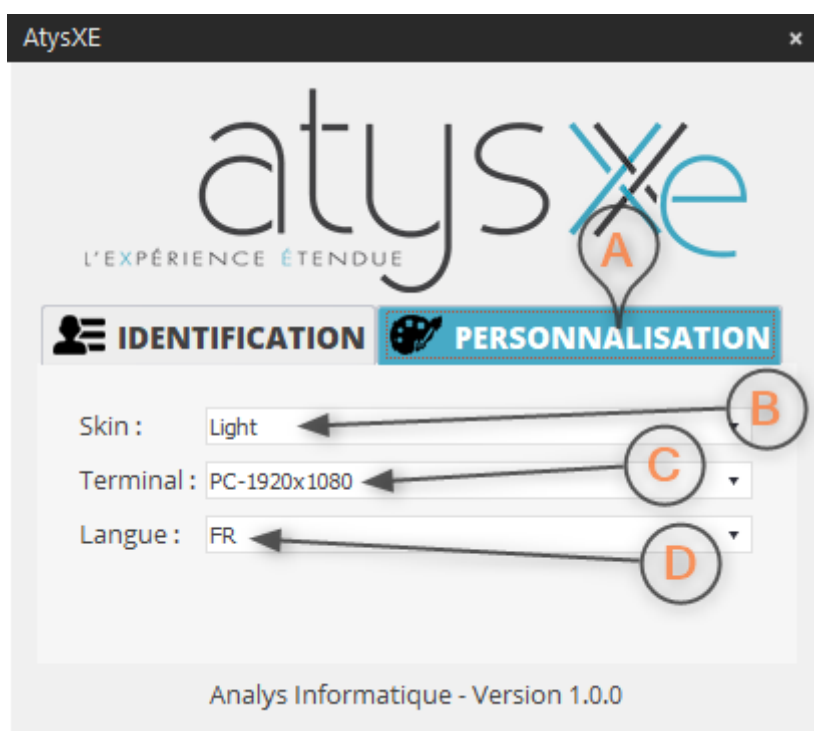 AtysXE ×
atysXe
L'EXPÉRIENCE ÉTENDUE
A
IDENTIFICATION PERSONNALISATION
B
Skin : Light
C
Terminal : PC-1920x1080
Langue : FR
D
Analys Informatique - Version 1.0.0